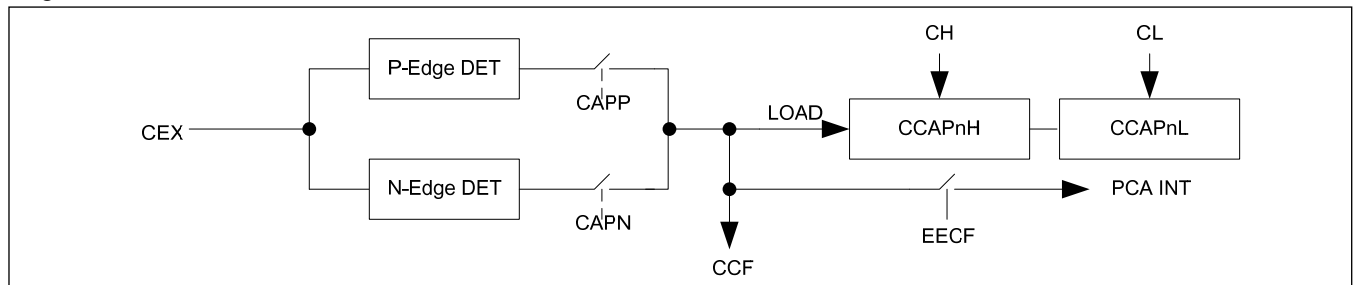 CH
CL
P-Edge DET
CAPP
LOAD
CCAPnH
CCAPnL
CEX
N-Edge DET
PCA INT
CAPN
EECF
CCF